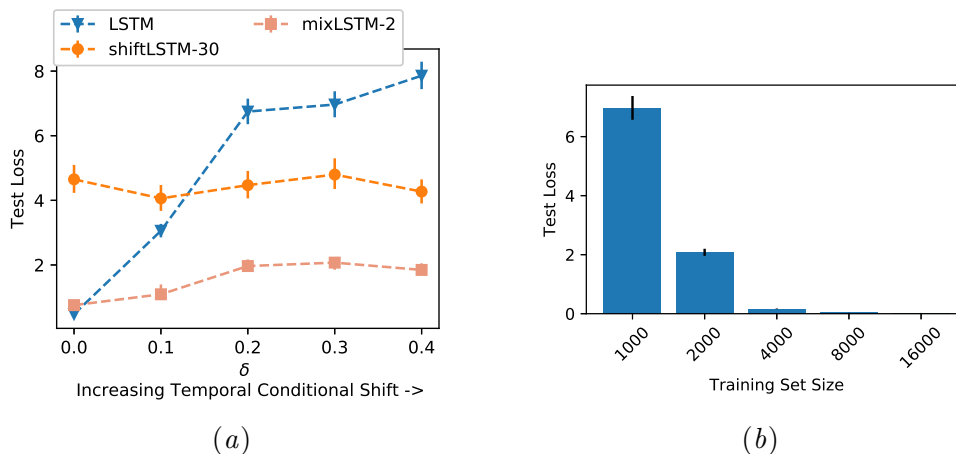 LSTM
shiftLSTM-30
mixLSTM-2
Test Loss
8
6
4
2
0.0 0.1 0.2 0.3 0.4
δ
Increasing Temporal Conditional Shift ->
(a)
Test Loss
6
4
2
0
1000 2000 4000 8000 16000
Training Set Size
(b)